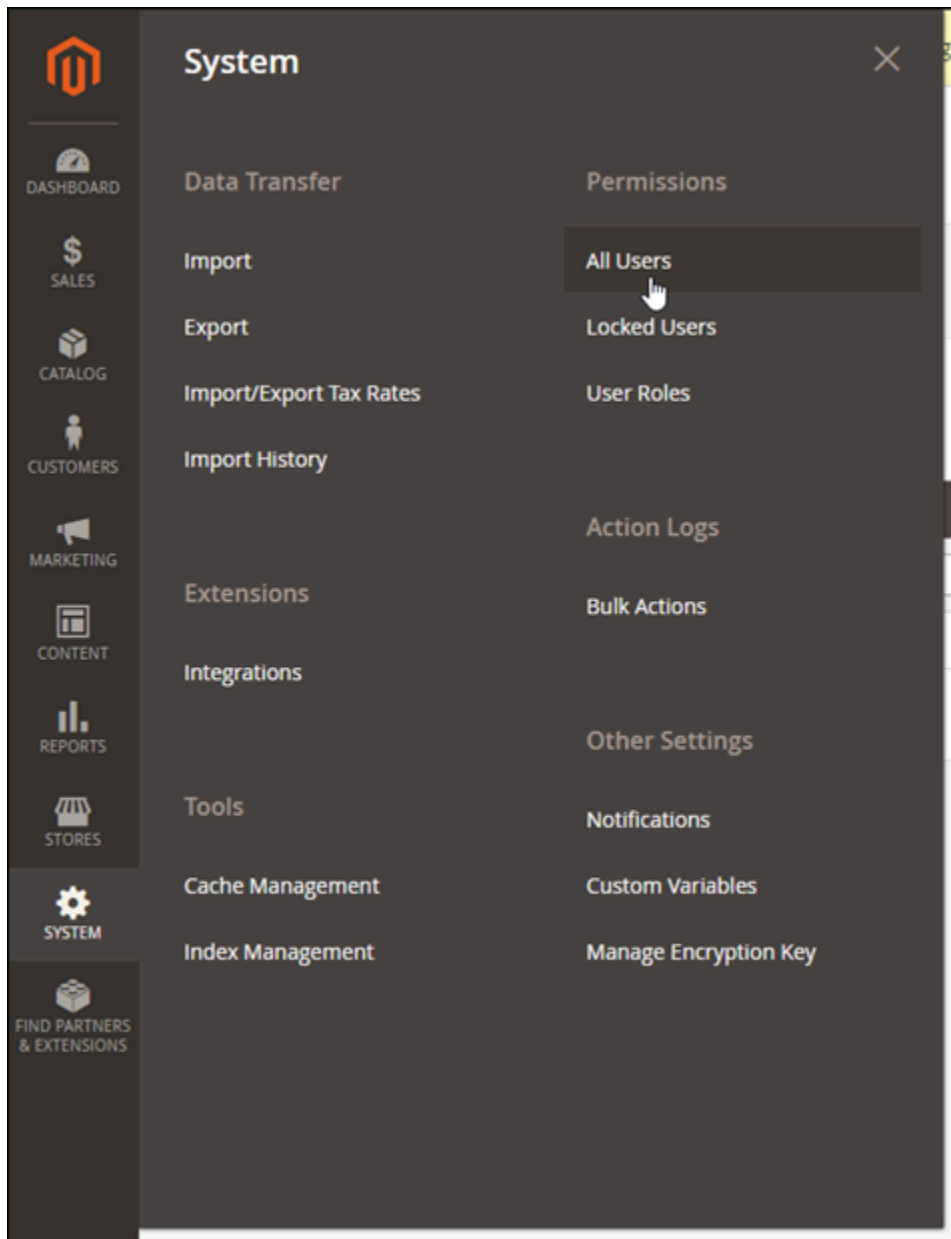 DASHBOARD
SALES
CATALOG
CUSTOMERS
MARKETING
CONTENT
REPORTS
STORES
SYSTEM
FIND PARTNERS
& EXTENSIONS
System
Data Transfer
Import
Export
Import/Export Tax Rates
Import History
Extensions
Integrations
Tools
Cache Management
Index Management
Permissions
All Users
Locked Users
User Roles
Action Logs
Bulk Actions
Other Settings
Notifications
Custom Variables
Manage Encryption Key